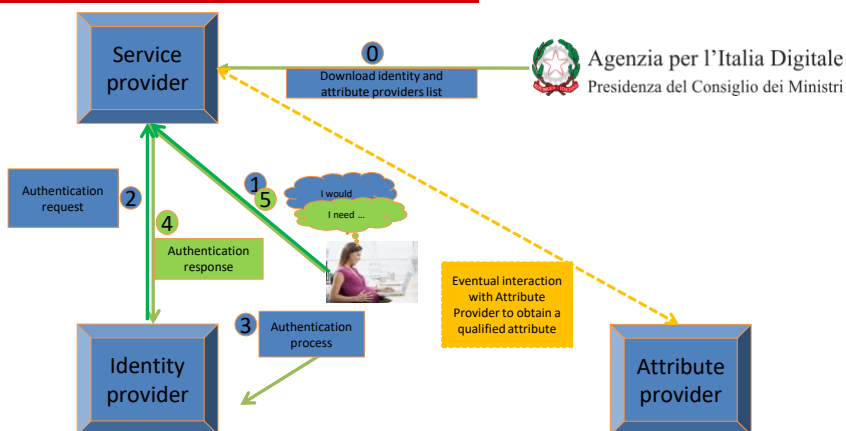 Service
provider
0
Download identity and
attribute providers list
Agenzia per l'Italia Digitale
Presidenza del Consiglio dei Ministri
Authentication
request
2
1
5
I would
I need ...
4
Authentication
response
3
Authentication
process
Eventual interaction
with Attribute
Provider to obtain a
qualified attribute
Identity
provider
Attribute
provider